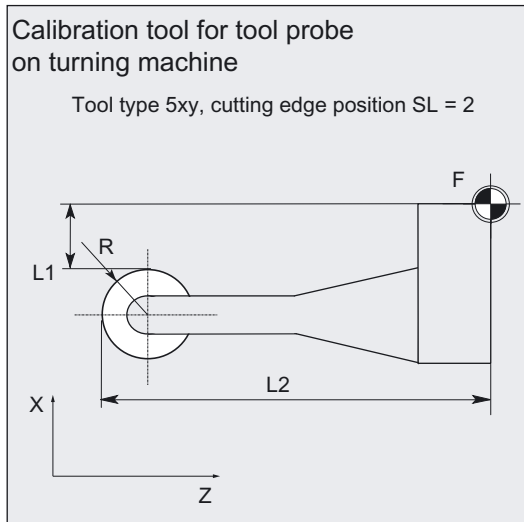 Calibration tool for tool probe
on turning machine
Tool type 5xy, cutting edge position SL = 2
F
R
L1
L2
X
Z